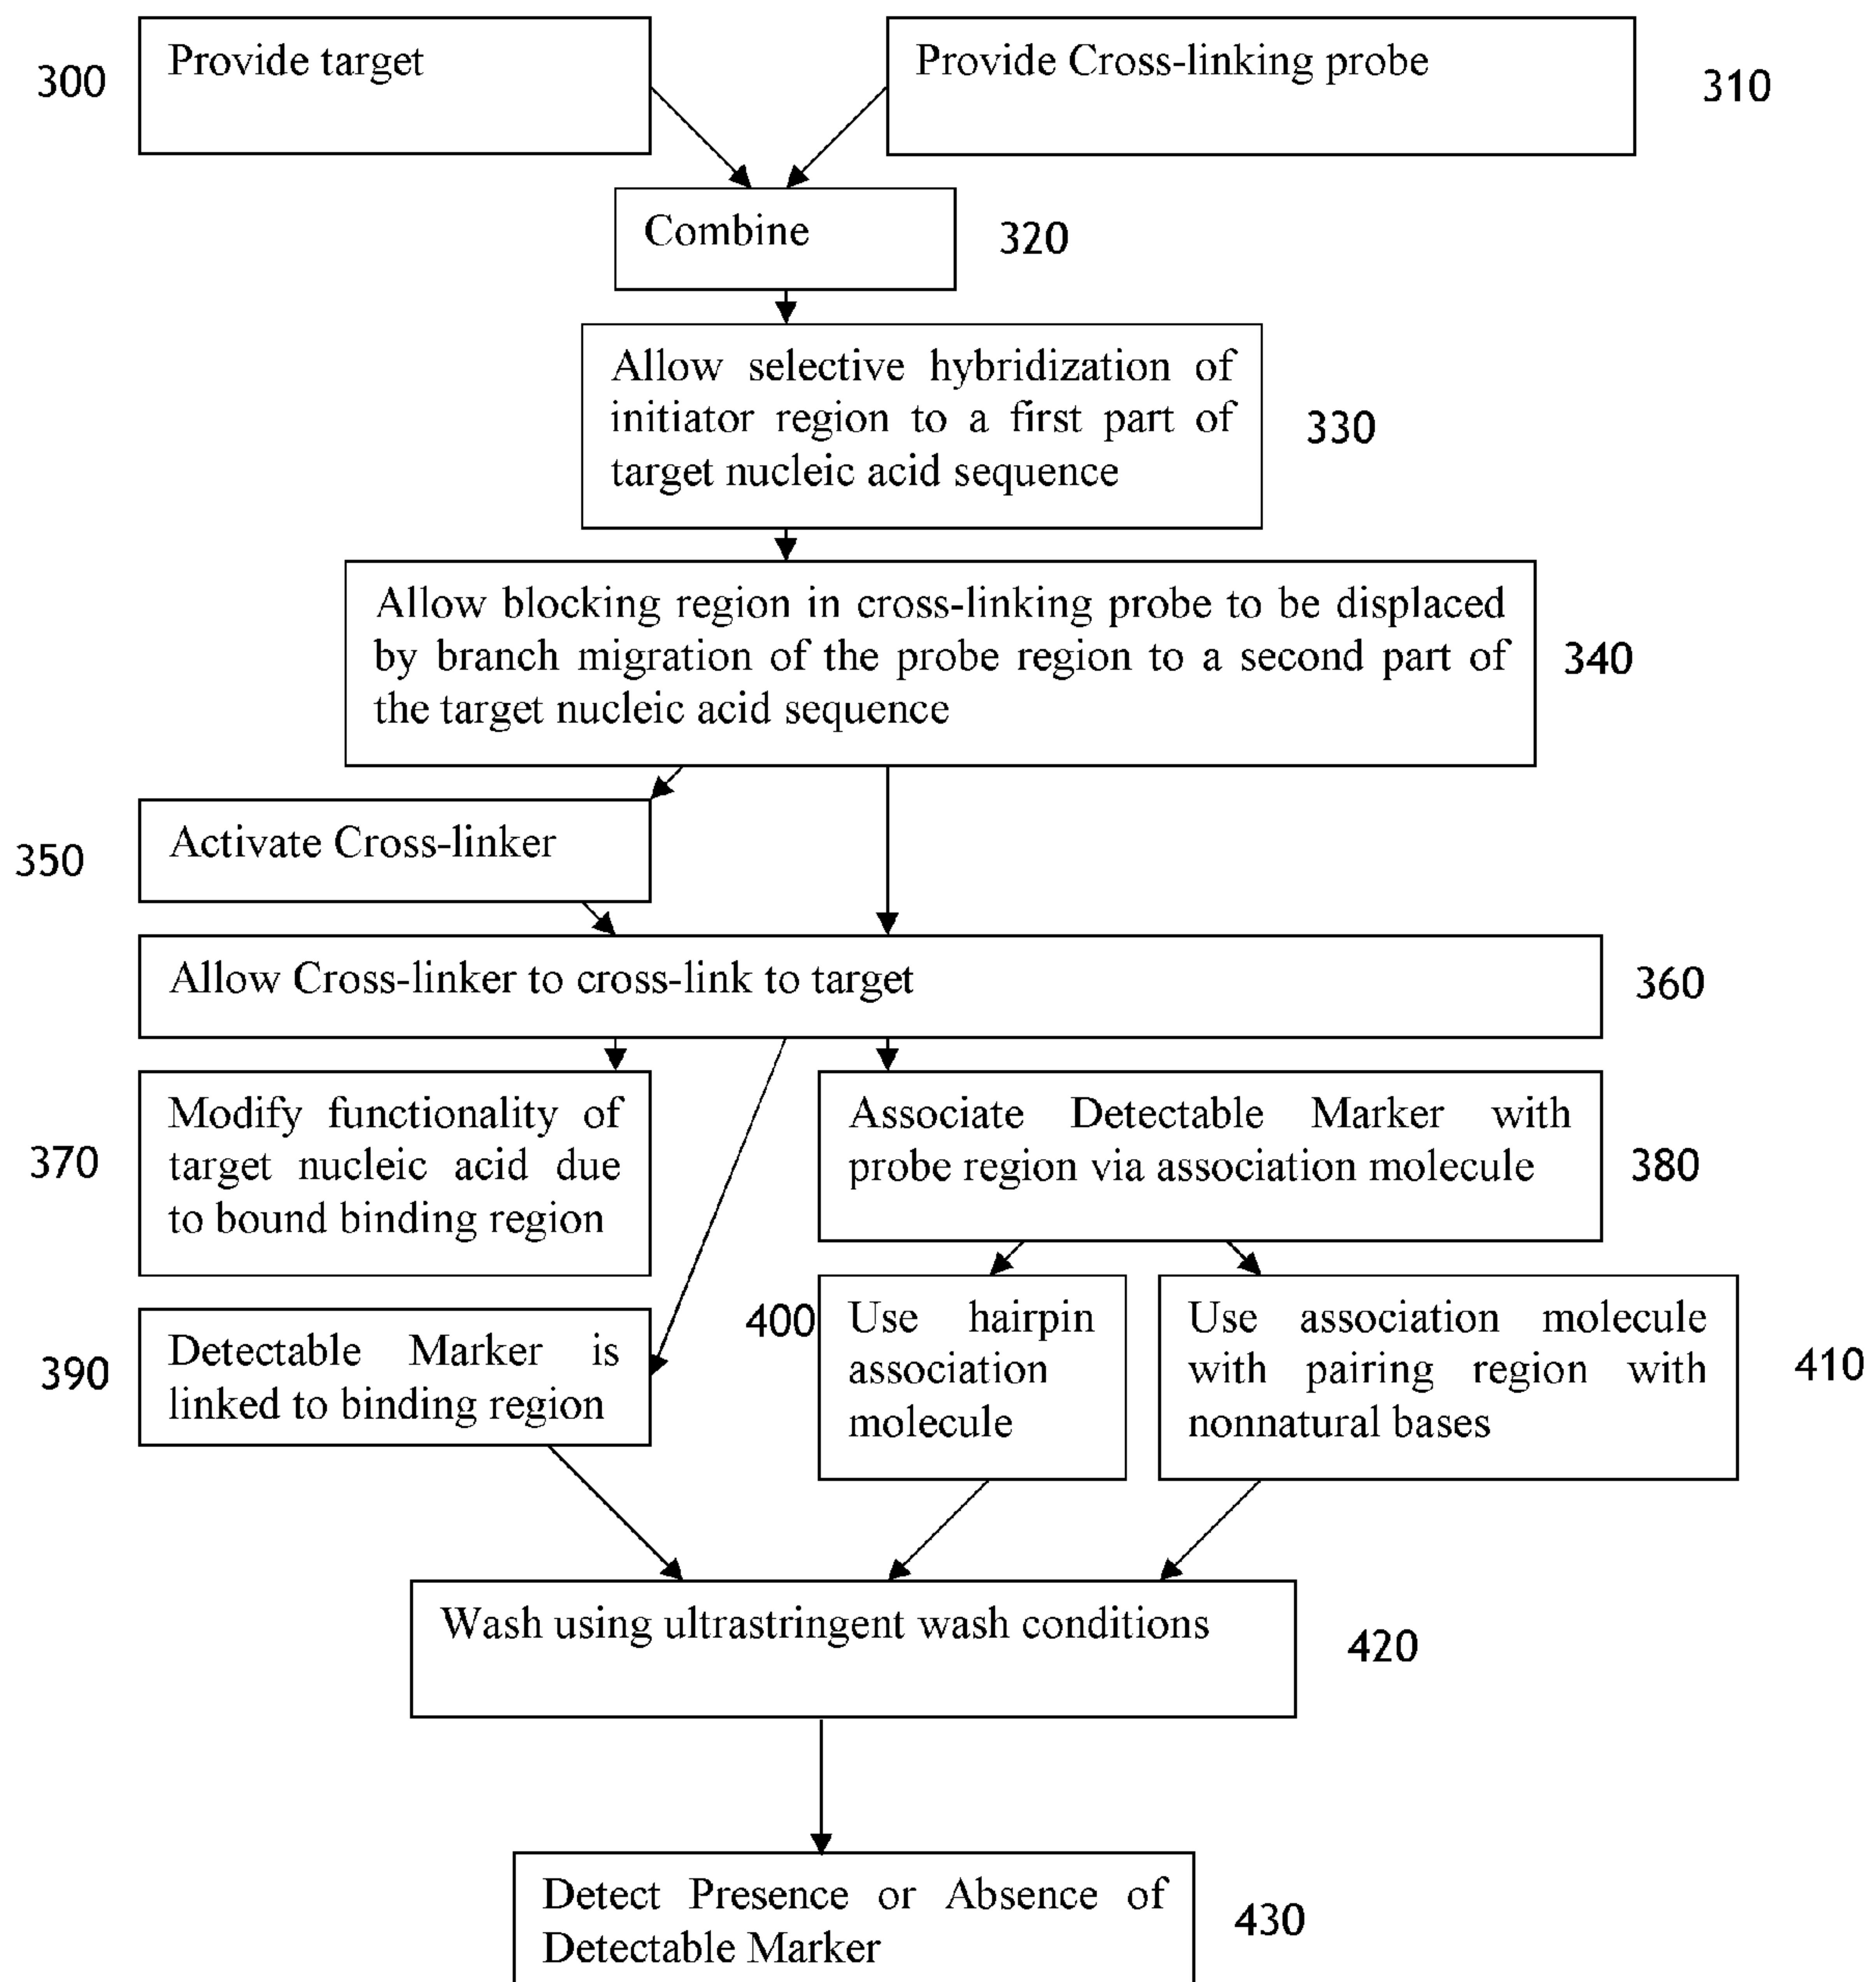 300
Provide target
Provide Cross-linking probe
310
Combine
320
Allow selective hybridization of
initiator region to a first part of
target nucleic acid sequence
330
Allow blocking region in cross-linking probe to be displaced
by branch migration of the probe region to a second part of
the target nucleic acid sequence
340
350
Activate Cross-linker
Allow Cross-linker to cross-link to target
360
370
Modify functionality of
target nucleic acid due
to bound binding region
Associate Detectable Marker with
probe region via association molecule
380
390
Detectable Marker is
linked to binding region
400
Use hairpin
association
molecule
Use association molecule
with pairing region with
nonnatural bases
410
Wash using ultrastringent wash conditions
420
Detect Presence or Absence of
Detectable Marker
430